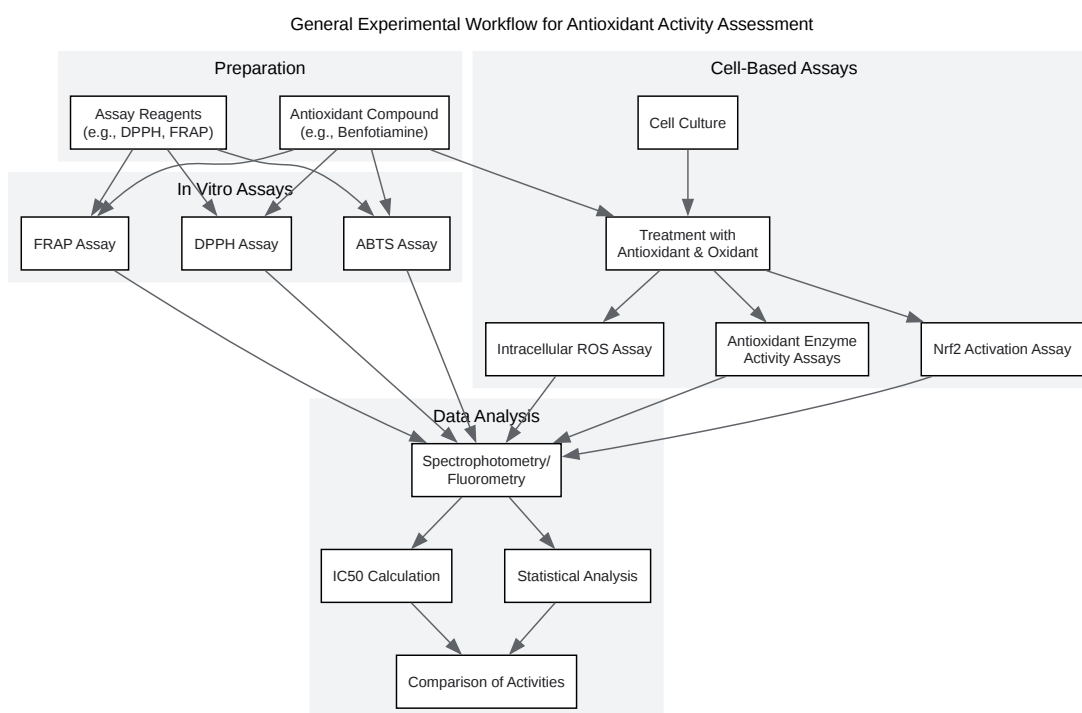 General Experimental Workflow for Antioxidant Activity Assessment
Preparation
Assay Reagents
(e.g., DPPH, FRAP)
Antioxidant Compound
(e.g., Benfotiamine)
In Vitro Assays
FRAP Assay
DPPH Assay
ABTS Assay
Cell-Based Assays
Cell Culture
Treatment with
Antioxidant & Oxidant
Intracellular ROS Assay
Antioxidant Enzyme
Activity Assays
Nrf2 Activation Assay
Data Analysis
Spectrophotometry/
Fluorometry
IC50 Calculation
Statistical Analysis
Comparison of Activities